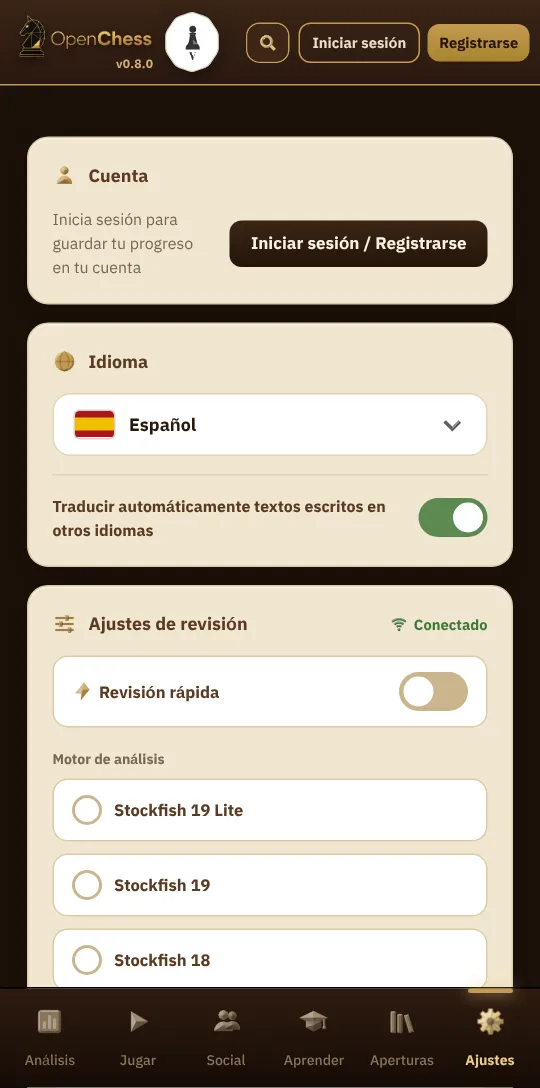 OpenChess
v0.8.0
V
Iniciar sesión
Registrarse
Cuenta
Inicia sesión para
guardar tu progreso
en tu cuenta
Iniciar sesión / Registrarse
Idioma
Español
Traducir automáticamente textos escritos en
otros idiomas
Ajustes de revisión
Conectado
Revisión rápida
Motor de análisis
Stockfish 19 Lite
Stockfish 19
Stockfish 18
Análisis
Jugar
Social
Aprender
Aperturas
Ajustes